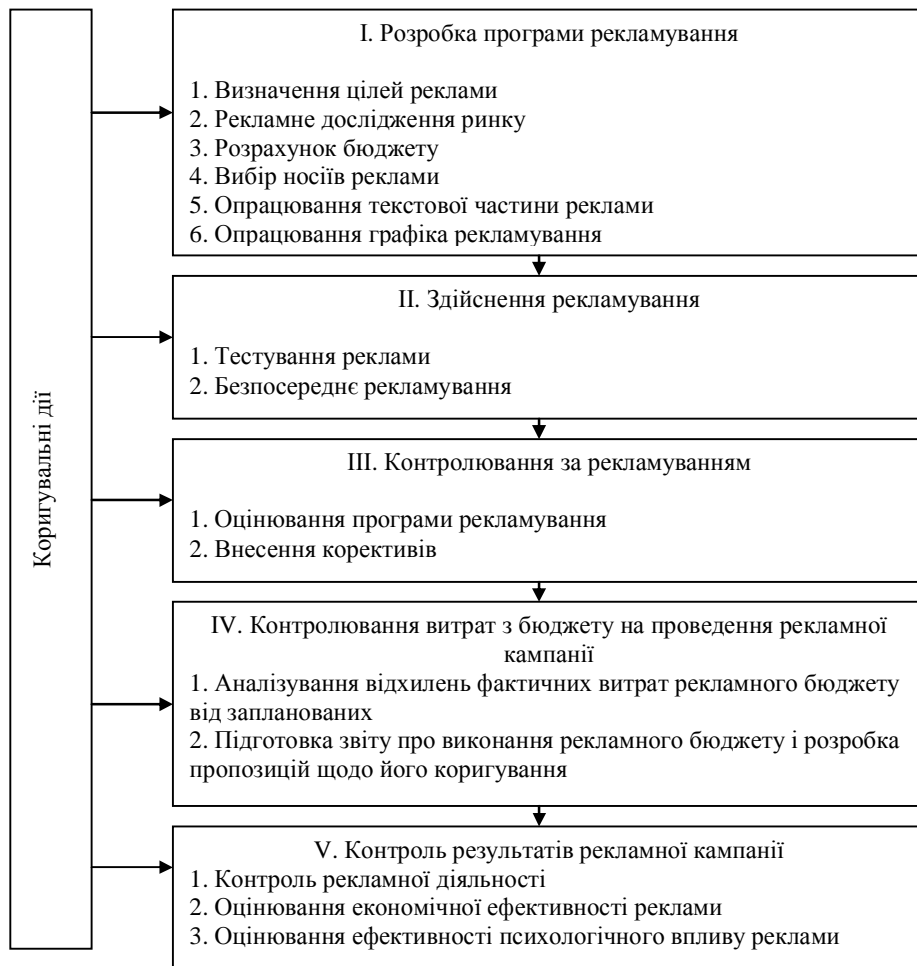 Коригувальні дії
І. Розробка програми рекламування
1. Визначення цілей реклами
2. Рекламне дослідження ринку
3. Розрахунок бюджету
4. Вибір носіїв реклами
5. Опрацювання текстової частини реклами
6. Опрацювання графіка рекламування
ІІ. Здійснення рекламування
1. Тестування реклами
2. Безпосереднє рекламування
ІІІ. Контролювання за рекламуванням
1. Оцінювання програми рекламування
2. Внесення корективів
IV. Контролювання витрат з бюджету на проведення рекламної
кампанії
1. Аналізування відхилень фактичних витрат рекламного бюджету
від запланованих
2. Підготовка звіту про виконання рекламного бюджету і розробка
пропозицій щодо його коригування
V. Контроль результатів рекламної кампанії
1. Контроль рекламної діяльності
2. Оцінювання економічної ефективності реклами
3. Оцінювання ефективності психологічного впливу реклами